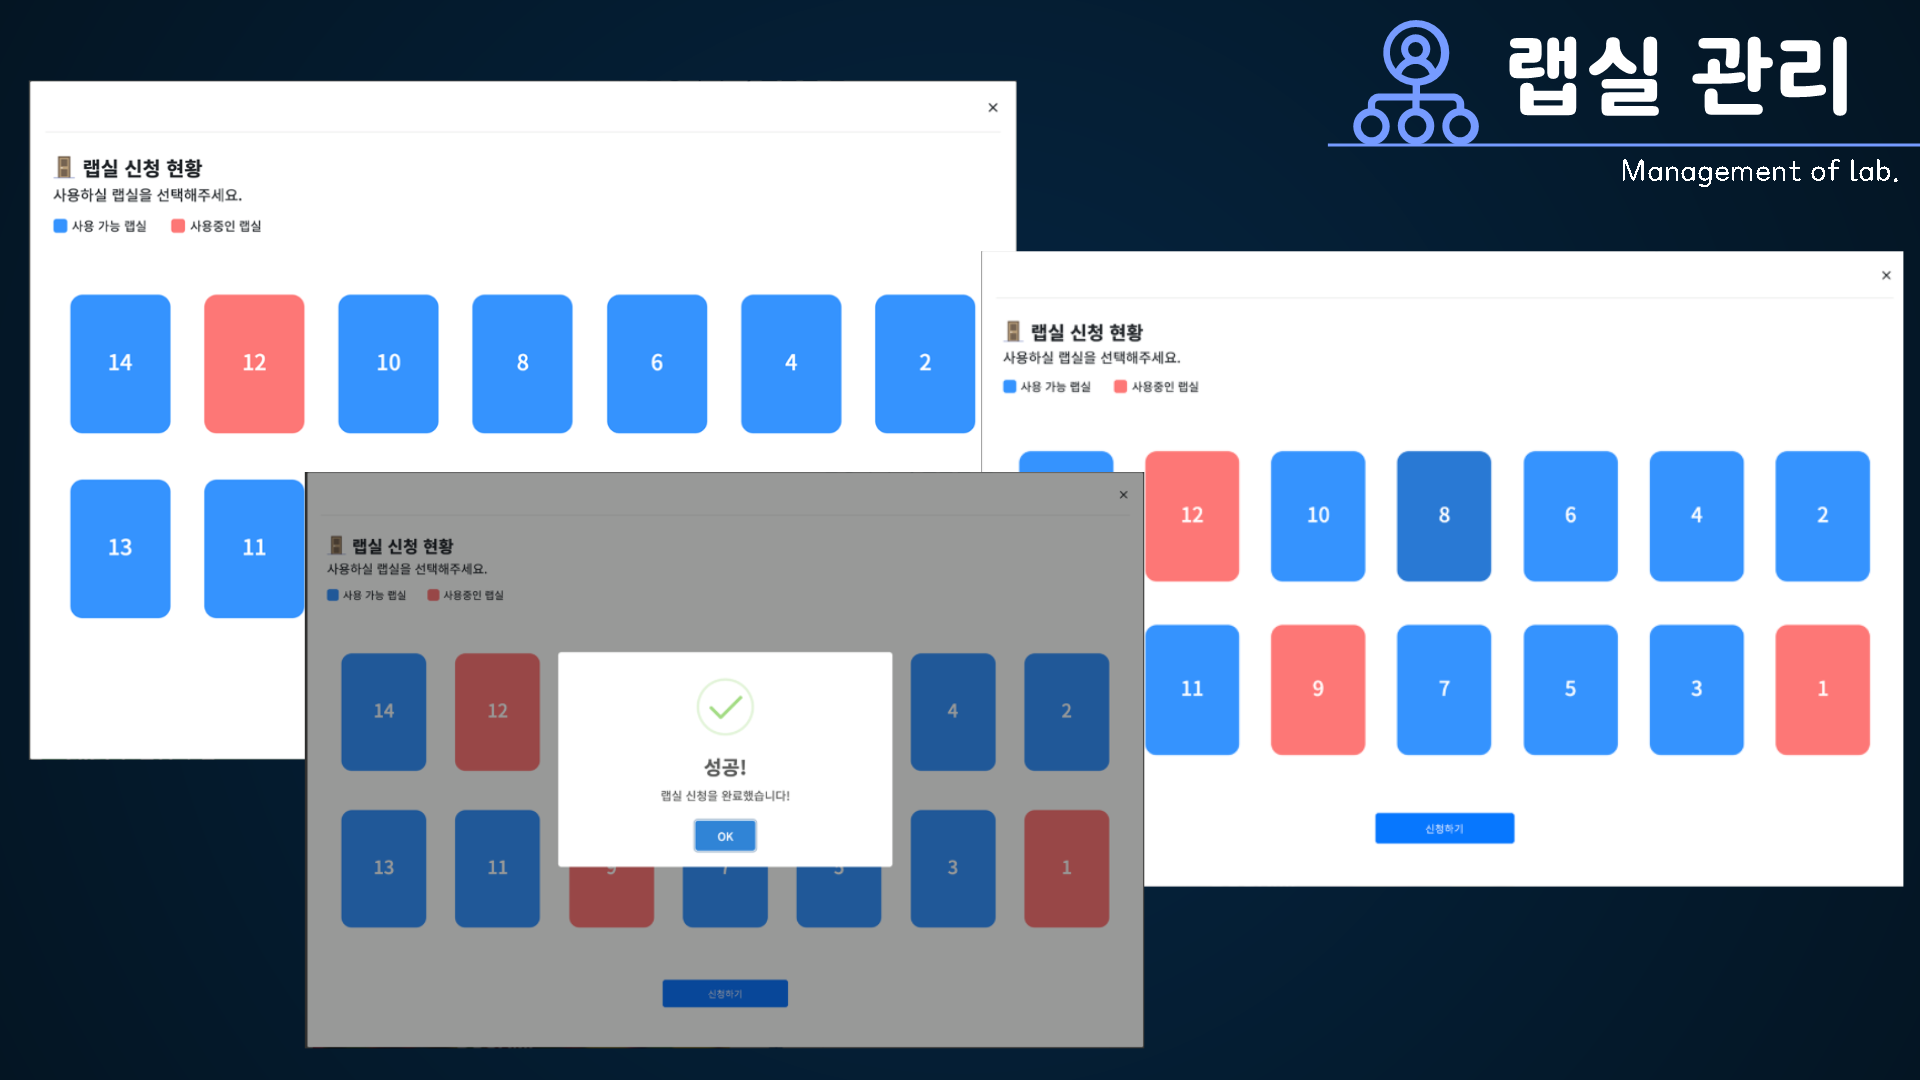 랩실 관리
Management of lab.
×
랩실 신청 현황
사용하실 랩실을 선택해주세요.
사용 가능 랩실 사용중인 랩실
14 12 10 8 6 4 2
13 11
×
랩실 신청 현황
사용하실 랩실을 선택해주세요.
사용 가능 랩실 사용중인 랩실
12 10 8 6 4 2
11 9 7 5 3 1
신청하기
×
랩실 신청 현황
사용하실 랩실을 선택해주세요.
사용 가능 랩실 사용중인 랩실
14 12 4 2
성공!
랩실 신청을 완료했습니다!
OK
13 11 9 7 5 3 1
신청하기